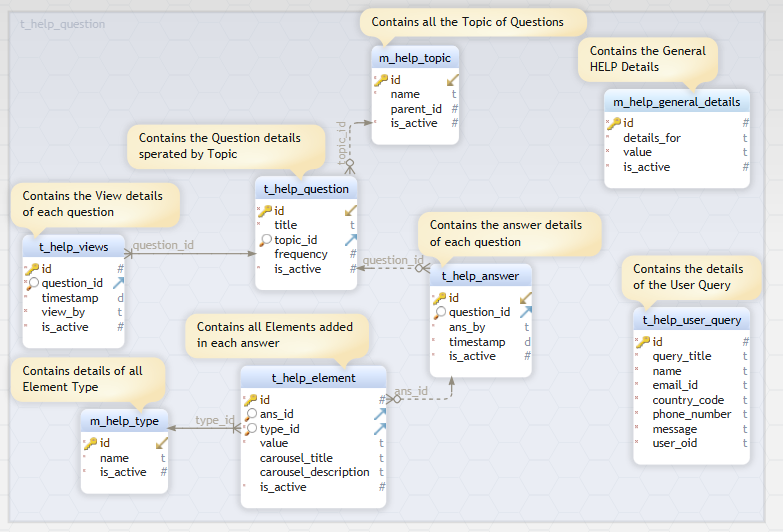 t_help_question
Contains all the Topic of Questions
m_help_topic
id
name t
parent_id #
is_active #
Contains the General
HELP Details
m_help_general_details
id #
details_for t
value t
is_active #
topic_id
Contains the Question details
sperated by Topic
t_help_question
id
title t
topic_id
frequency #
is_active #
Contains the View details
of each question
t_help_views
id #
question_id
timestamp d
view_by t
is_active #
question_id
Contains the answer details
of each question
question_id
t_help_answer
id
question_id
ans_by t
timestamp d
is_active #
Contains the details
of the User Query
t_help_user_query
id #
query_title t
name t
email_id t
country_code t
phone_number t
message t
user_oid t
Contains all Elements added
in each answer
t_help_element
id #
ans_id
type_id
value t
carousel_title t
carousel_description t
is_active #
ans_id
Contains details of all
Element Type
m_help_type
id
name t
is_active #
type_id